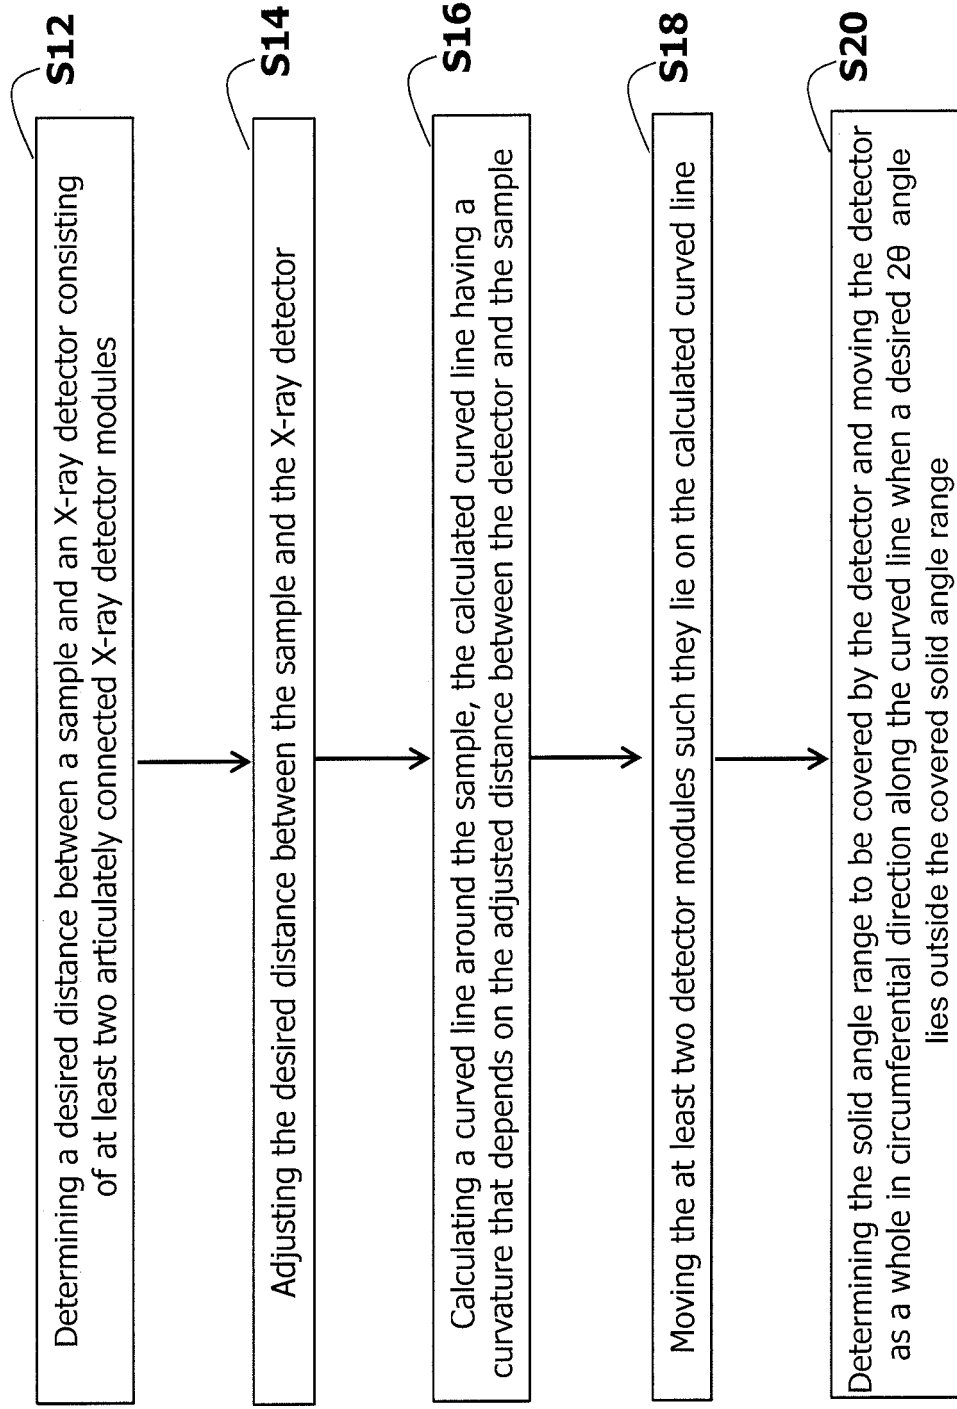 S12
Determining a desired distance between a sample and an X-ray detector consisting
of at least two articulately connected X-ray detector modules
S14
Adjusting the desired distance between the sample and the X-ray detector
S16
Calculating a curved line around the sample, the calculated curved line having a
curvature that depends on the adjusted distance between the detector and the sample
S18
Moving the at least two detector modules such they lie on the calculated curved line
S20
Determining the solid angle range to be covered by the detector and moving the detector
as a whole in circumferential direction along the curved line when a desired 2θ angle
lies outside the covered solid angle range